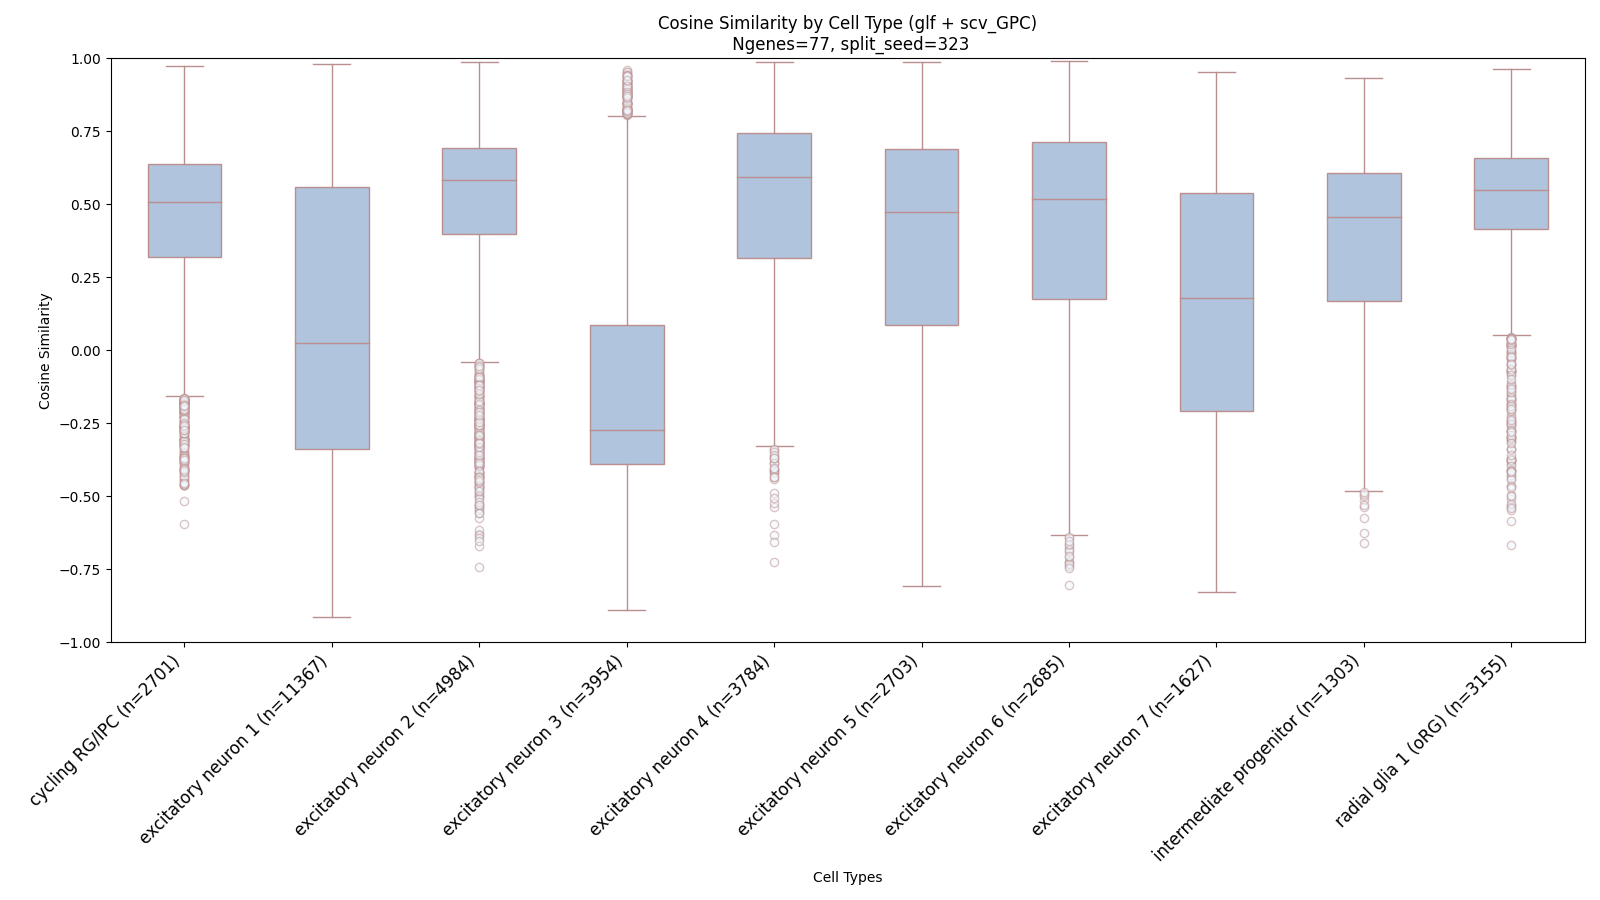 Cosine Similarity by Cell Type (glf + scv_GPC)
Ngenes=77, split_seed=323
Cosine Similarity
1.00
0.75
0.50
0.25
0.00
−0.25
−0.50
−0.75
−1.00
cycling RG/IPC (n=2701)
excitatory neuron 1 (n=11367)
excitatory neuron 2 (n=4984)
excitatory neuron 3 (n=3954)
excitatory neuron 4 (n=3784)
excitatory neuron 5 (n=2703)
excitatory neuron 6 (n=2685)
excitatory neuron 7 (n=1627)
intermediate progenitor (n=1303)
radial glia 1 (oRG) (n=3155)
Cell Types